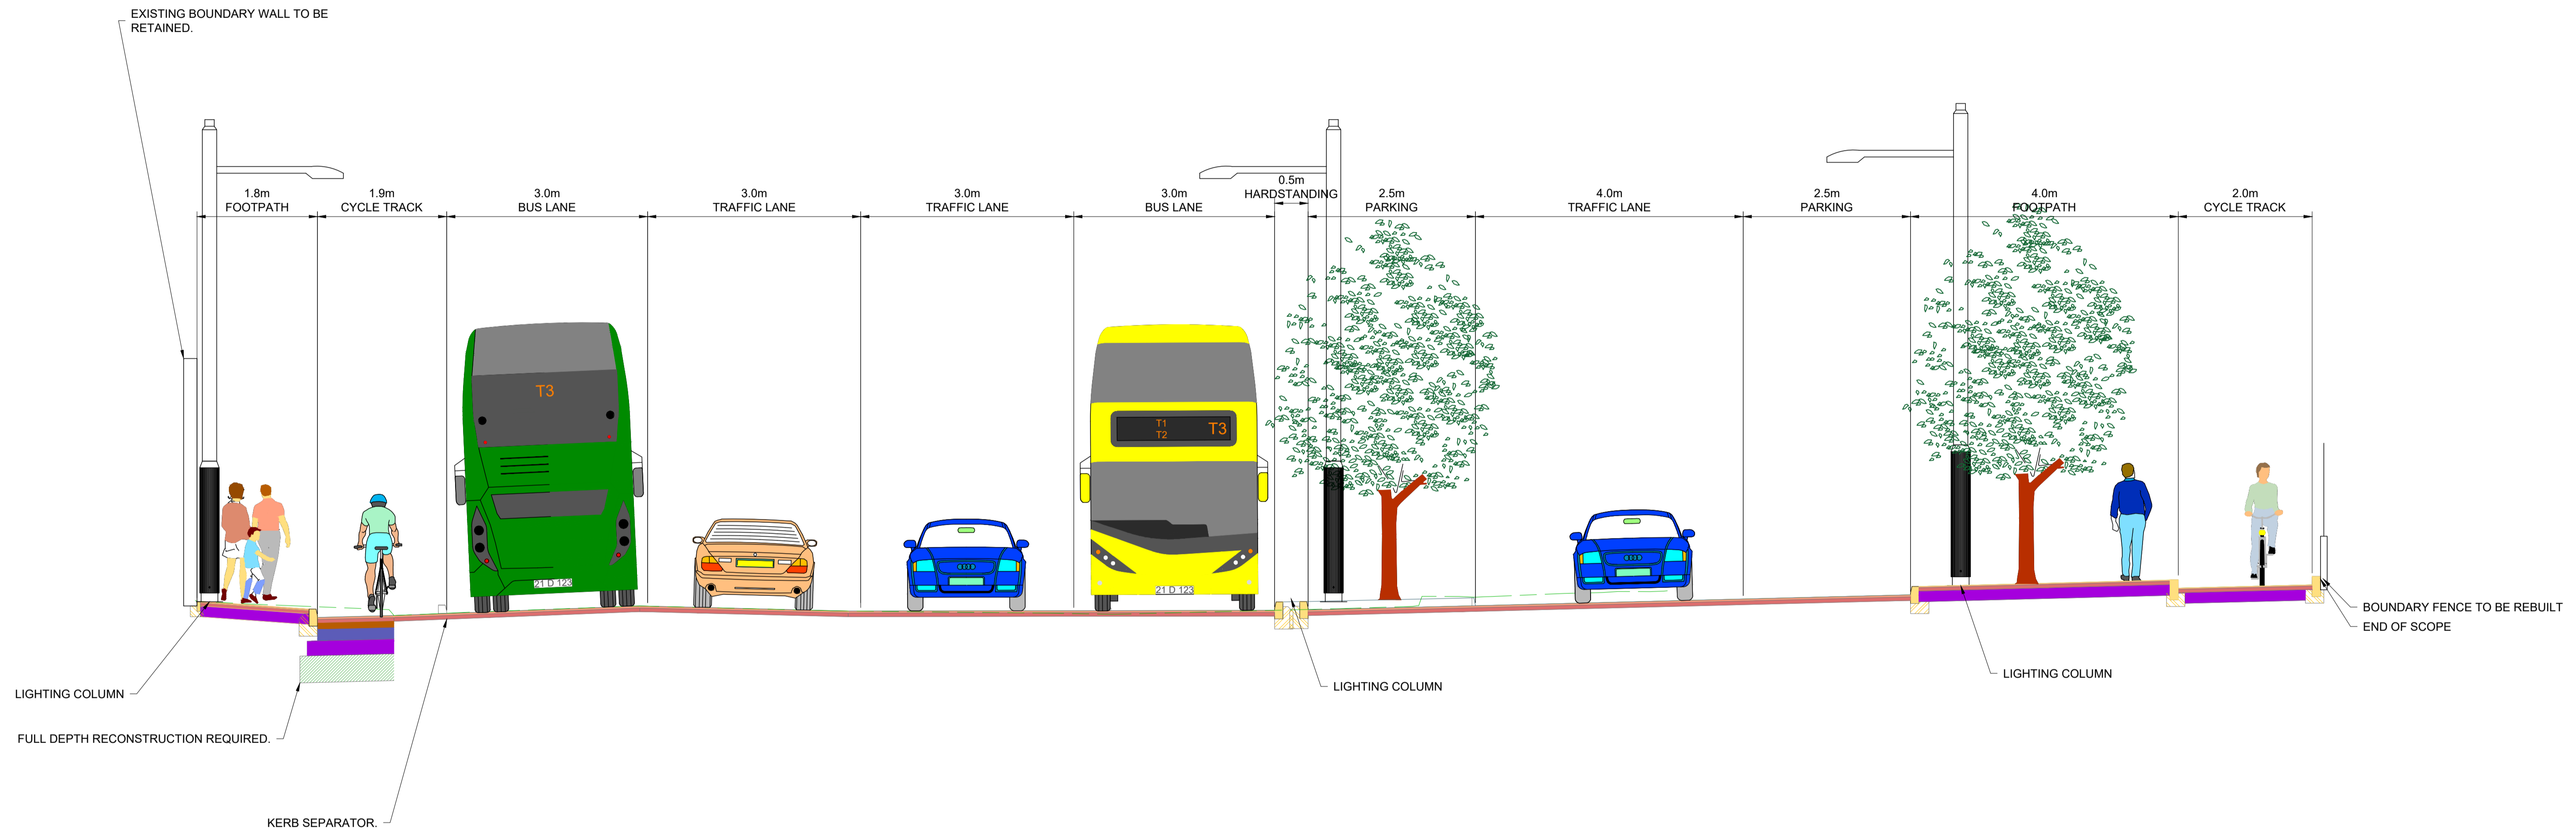 EXISTING BOUNDARY WALL TO BE
RETAINED.
1.8m
FOOTPATH
1.9m
CYCLE TRACK
3.0m
BUS LANE
3.0m
TRAFFIC LANE
3.0m
TRAFFIC LANE
3.0m
BUS LANE
0.5m
HARDSTANDING
2.5m
PARKING
4.0m
TRAFFIC LANE
2.5m
PARKING
4.0m
FOOTPATH
2.0m
CYCLE TRACK
T3
21 D 123
T1
T2
T3
21 D 123
LIGHTING COLUMN
FULL DEPTH RECONSTRUCTION REQUIRED.
KERB SEPARATOR.
LIGHTING COLUMN
LIGHTING COLUMN
BOUNDARY FENCE TO BE REBUILT
END OF SCOPE